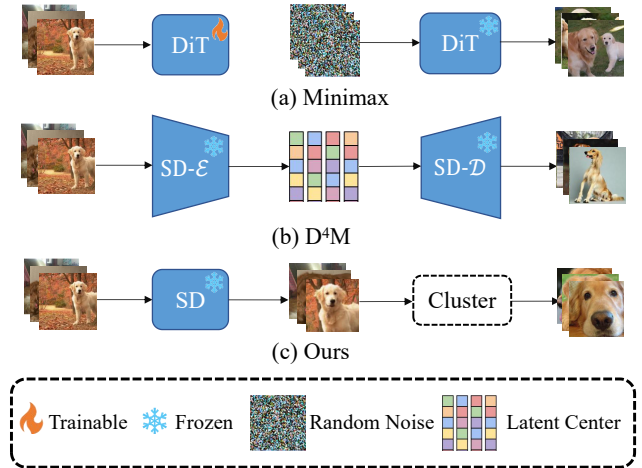 DiT
DiT
(a) Minimax
SD-ℰ
SD-𝒟
(b) D⁴M
SD
Cluster
(c) Ours
Trainable
Frozen
Random Noise
Latent Center